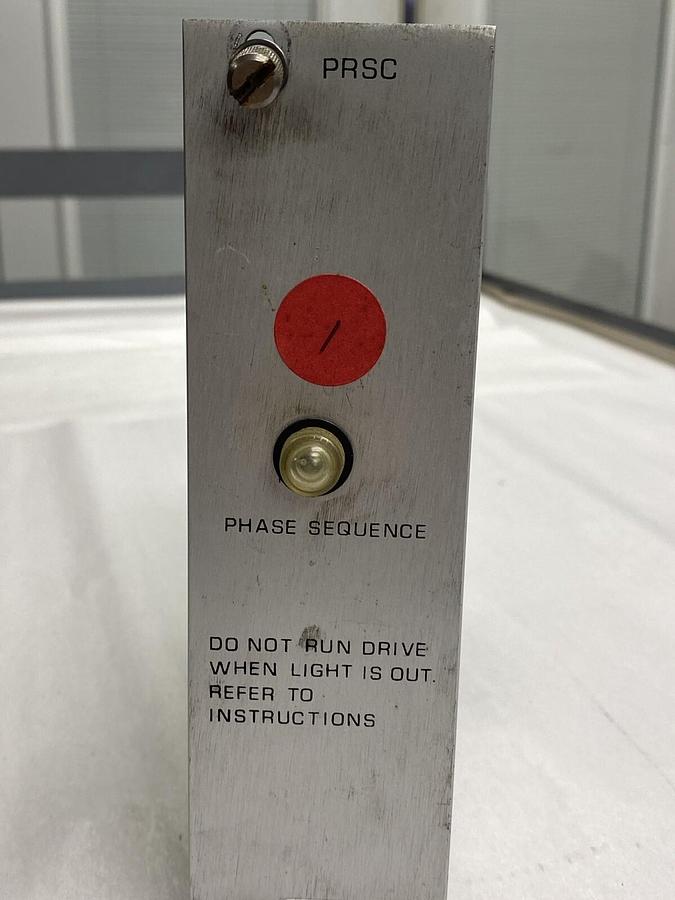 PRSC
/
PHASE SEQUENCE
DO NOT RUN DRIVE
WHEN LIGHT IS OUT.
REFER TO
INSTRUCTIONS